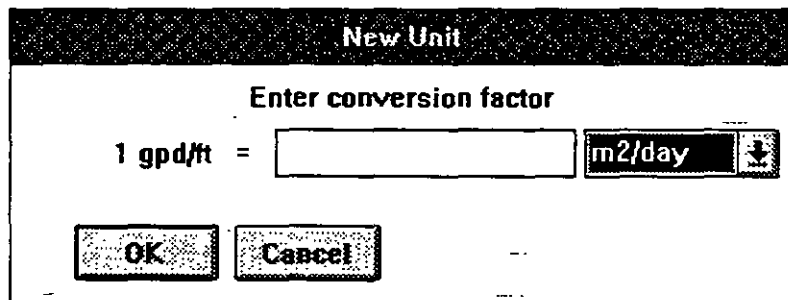 New Unit
Enter conversion factor
1 gpd/ft = m2/day
OK Cancel